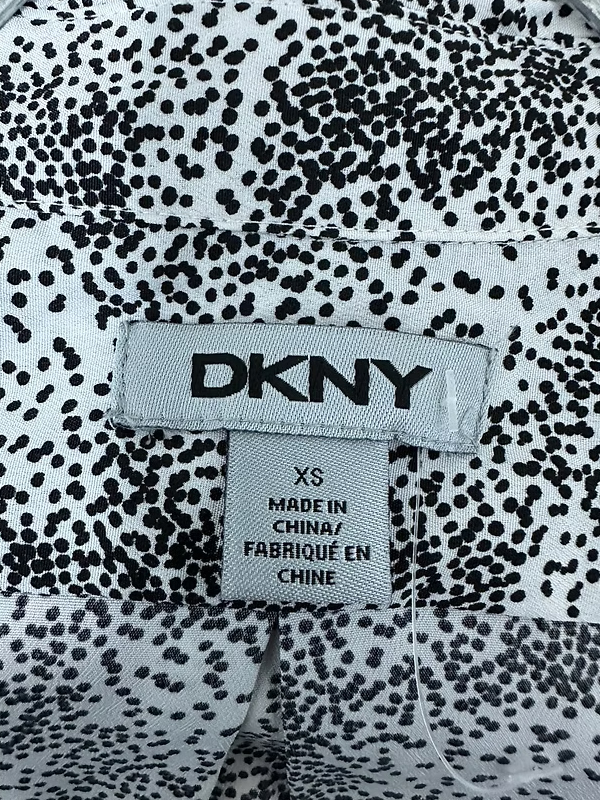 DKNY
XS
MADE IN
CHINA/
FABRIQUÉ EN
CHINE